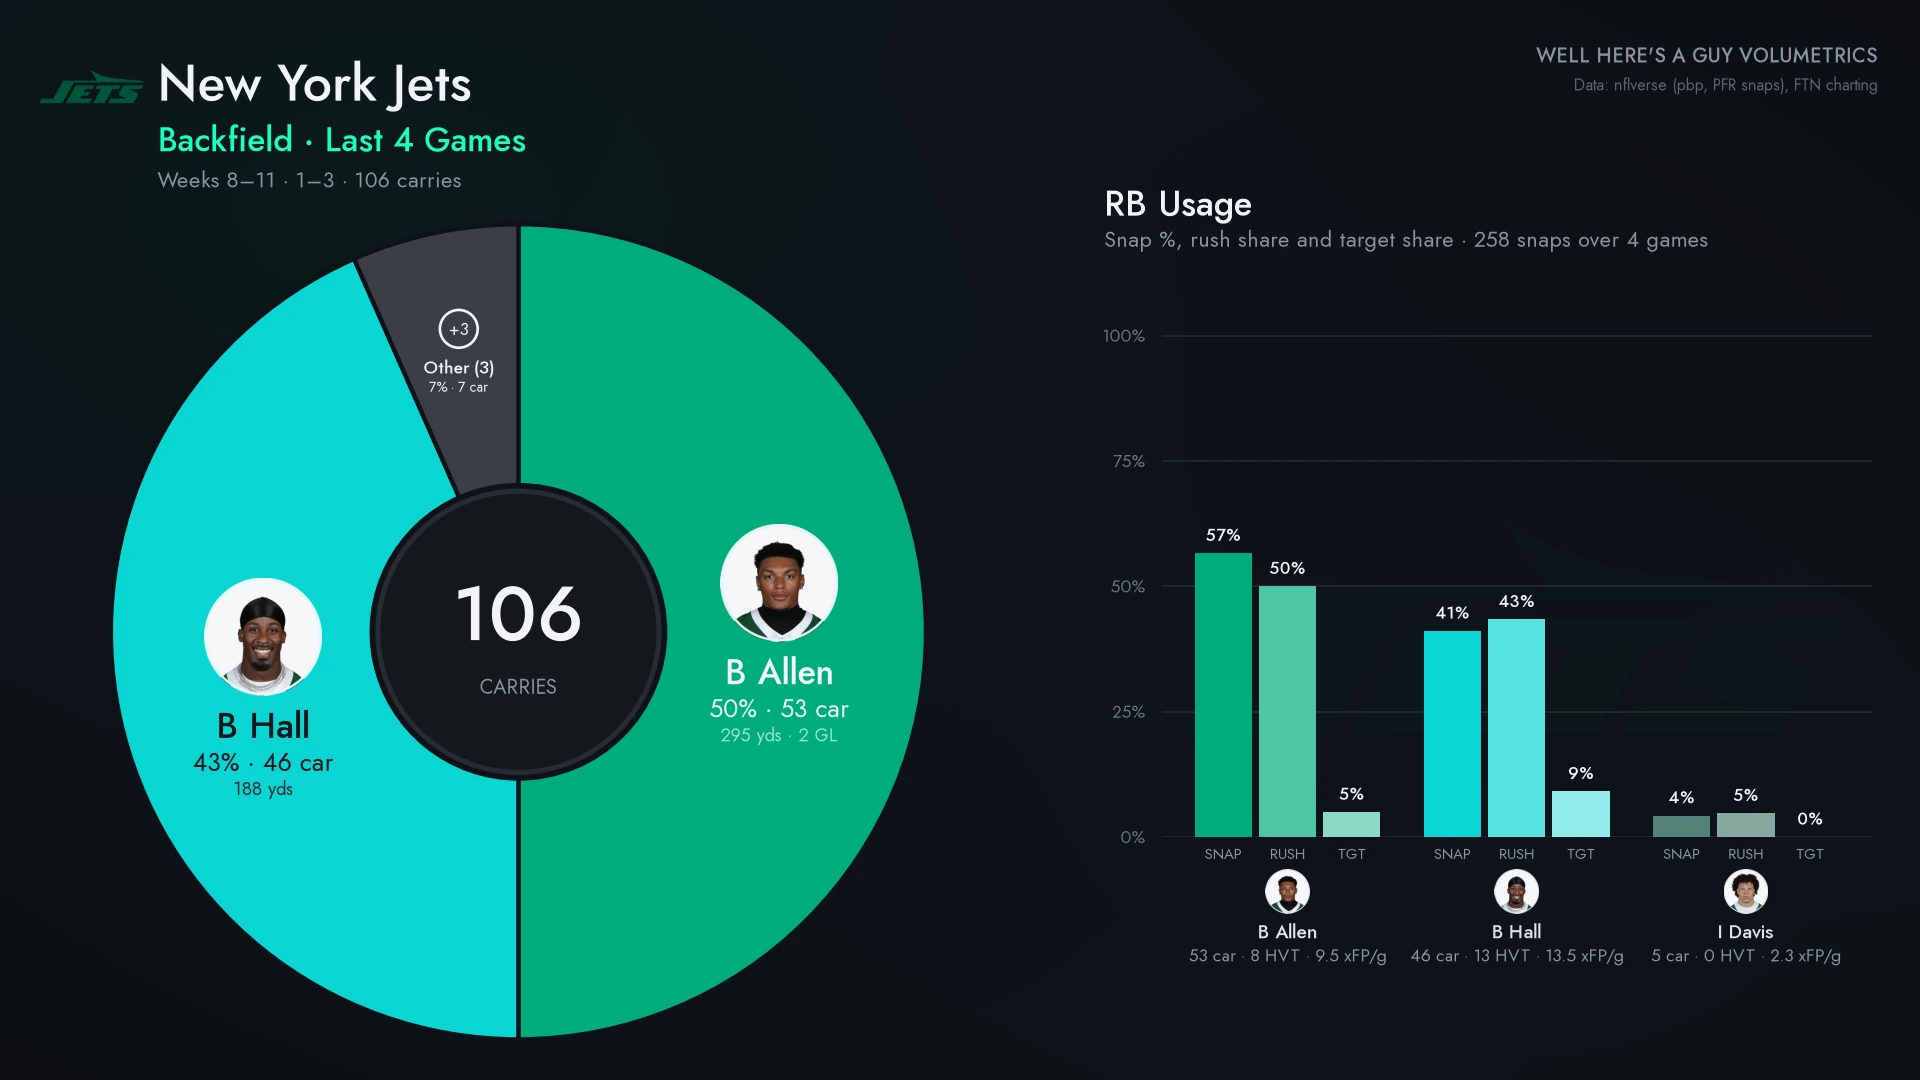 JETS
New York Jets
Backfield · Last 4 Games
Weeks 8–11 · 1–3 · 106 carries
WELL HERE'S A GUY VOLUMETRICS
Data: nflverse (pbp, PFR snaps), FTN charting
+3
Other (3)
7% · 7 car
B Hall
43% · 46 car
188 yds
106
CARRIES
B Allen
50% · 53 car
295 yds · 2 GL
RB Usage
Snap %, rush share and target share · 258 snaps over 4 games
100%
75%
50%
25%
0%
57%
50%
5%
41%
43%
9%
4%
5%
0%
SNAP RUSH TGT
SNAP RUSH TGT
SNAP RUSH TGT
B Allen
53 car · 8 HVT · 9.5 xFP/g
B Hall
46 car · 13 HVT · 13.5 xFP/g
I Davis
5 car · 0 HVT · 2.3 xFP/g